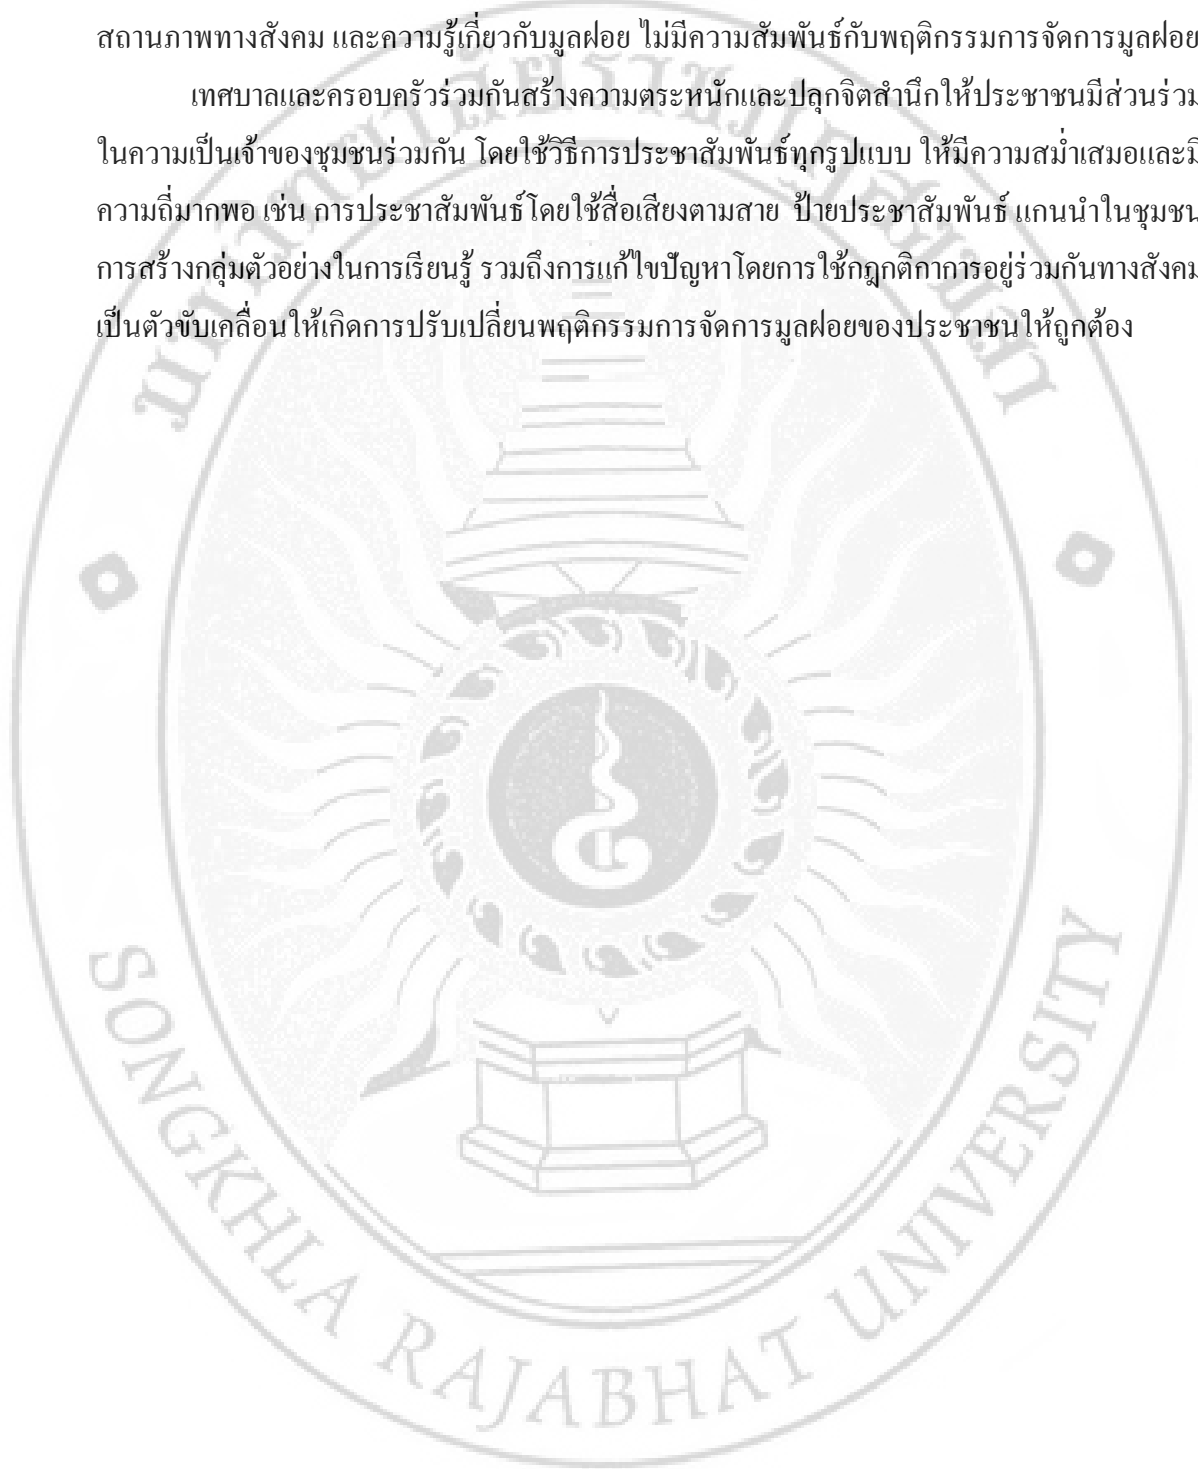 สถานภาพทางสังคม และความรู้เกี่ยวกับมูลฝอย ไม่มีความสัมพันธ์กับพฤติกรรมการจัดการมูลฝอย
เทศบาลและครอบครัวร่วมกันสร้างความตระหนักและปลุกจิตสำนึกให้ประชาชนมีส่วนร่วม
ในความเป็นเจ้าของชุมชนร่วมกัน โดยใช้วิธีการประชาสัมพันธ์ทุกรูปแบบ ให้มีความสม่ำเสมอและมี
ความถี่มากพอ เช่น การประชาสัมพันธ์โดยใช้สื่อเสียงตามสาย ป้ายประชาสัมพันธ์ แกนนำในชุมชน
การสร้างกลุ่มตัวอย่างในการเรียนรู้ รวมถึงการแก้ไขปัญหาโดยการใช้กฎกติกาการอยู่ร่วมกันทางสังคม
เป็นตัวขับเคลื่อนให้เกิดการปรับเปลี่ยนพฤติกรรมการจัดการมูลฝอยของประชาชนให้ถูกต้อง
มหาวิทยาลัยราชภัฏสงขลา
SONGKHLA RAJABHAT UNIVERSITY